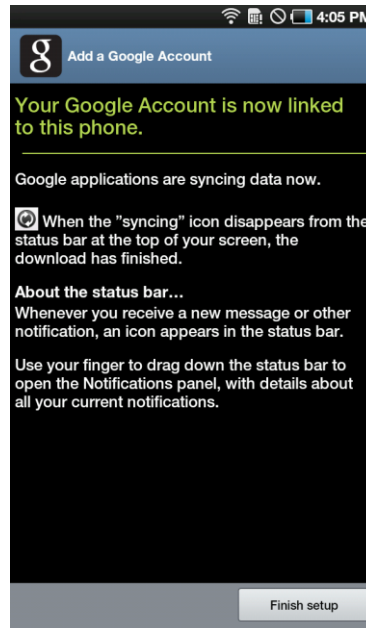 4:05 PM
g Add a Google Account
Your Google Account is now linked
to this phone.
Google applications are syncing data now.
When the "syncing" icon disappears from the
status bar at the top of your screen, the
download has finished.
About the status bar...
Whenever you receive a new message or other
notification, an icon appears in the status bar.
Use your finger to drag down the status bar to
open the Notifications panel, with details about
all your current notifications.
Finish setup